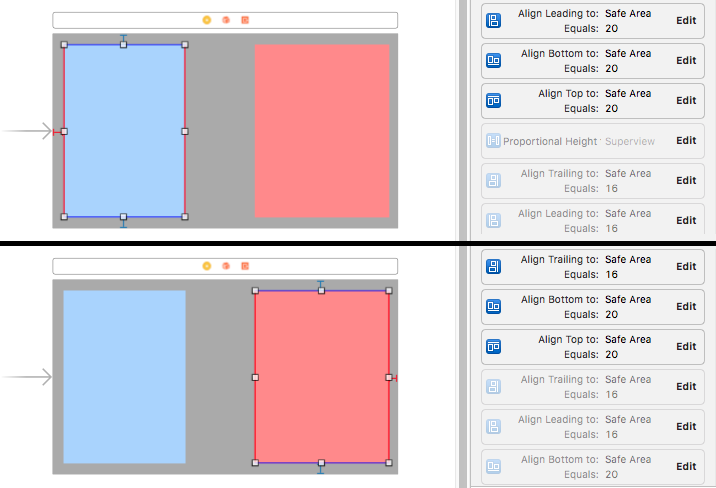 Align Leading to: Safe Area
Equals: 20
Edit
Align Bottom to: Safe Area
Equals: 20
Edit
Align Top to: Safe Area
Equals: 20
Edit
Proportional Height Superview
Edit
Align Trailing to: Safe Area
Equals: 16
Edit
Align Leading to: Safe Area
Equals: 16
Edit
Align Trailing to: Safe Area
Equals: 16
Edit
Align Bottom to: Safe Area
Equals: 20
Edit
Align Top to: Safe Area
Equals: 20
Edit
Align Trailing to: Safe Area
Equals: 16
Edit
Align Leading to: Safe Area
Equals: 16
Edit
Align Bottom to: Safe Area
Equals: 20
Edit